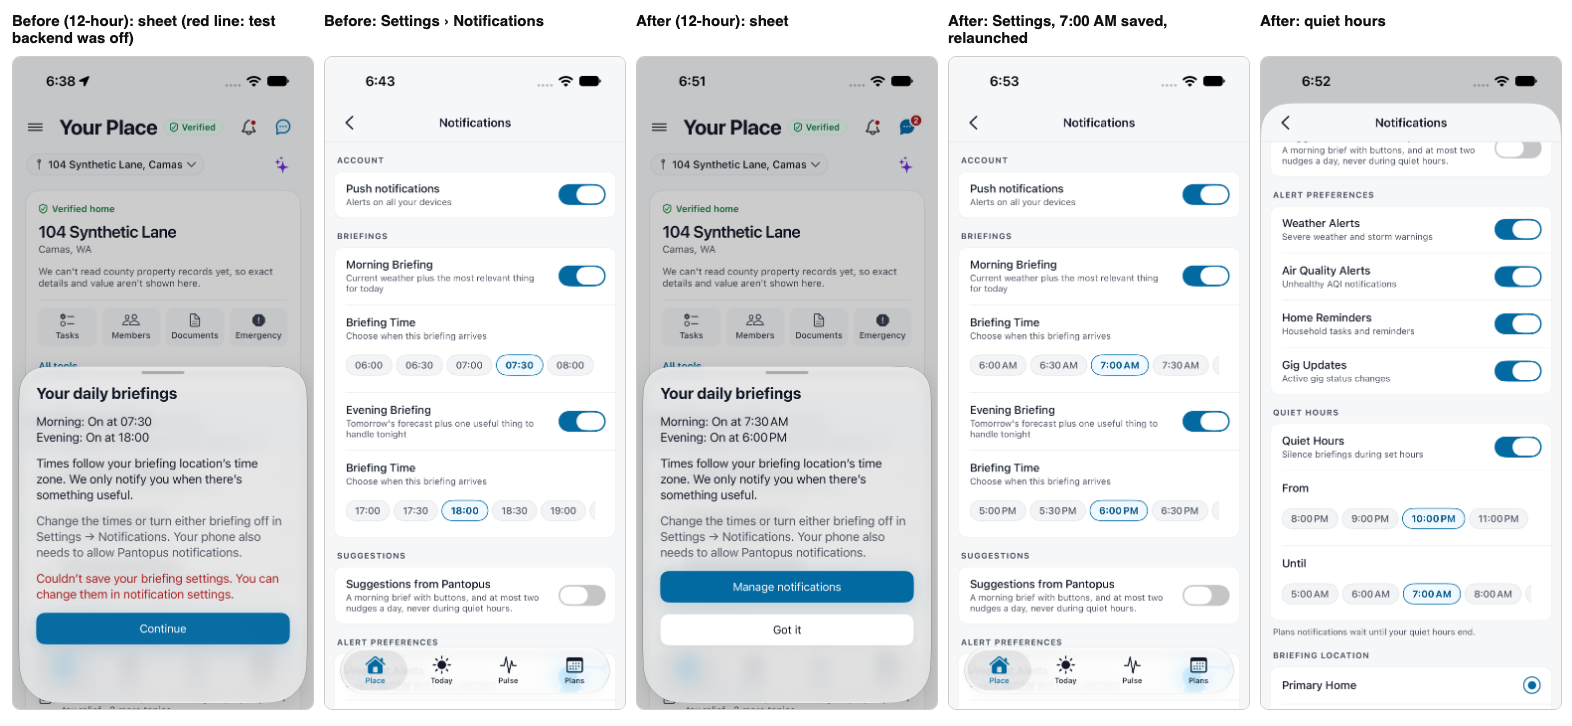 Before (12-hour): sheet (red line: test
backend was off)
6:38
Your Place
Verified
104 Synthetic Lane, Camas
Verified home
104 Synthetic Lane
Camas, WA
We can't read county property records yet, so exact
details and value aren't shown here.
Tasks
Members
Documents
Emergency
All tools
Your daily briefings
Morning: On at 07:30
Evening: On at 18:00
Times follow your briefing location's time
zone. We only notify you when there's
something useful.
Change the times or turn either briefing off in
Settings → Notifications. Your phone also
needs to allow Pantopus notifications.
Couldn't save your briefing settings. You can
change them in notification settings.
Continue
Before: Settings › Notifications
6:43
Notifications
ACCOUNT
Push notifications
Alerts on all your devices
BRIEFINGS
Morning Briefing
Current weather plus the most relevant thing
for today
Briefing Time
Choose when this briefing arrives
06:00 06:30 07:00 07:30 08:00
Evening Briefing
Tomorrow's forecast plus one useful thing to
handle tonight
Briefing Time
Choose when this briefing arrives
17:00 17:30 18:00 18:30 19:00
SUGGESTIONS
Suggestions from Pantopus
A morning brief with buttons, and at most two
nudges a day, never during quiet hours.
ALERT PREFERENCES
Place Today Pulse Plans
After (12-hour): sheet
6:51
Your Place
Verified
2
104 Synthetic Lane, Camas
Verified home
104 Synthetic Lane
Camas, WA
We can't read county property records yet, so exact
details and value aren't shown here.
Tasks
Members
Documents
Emergency
All tools
Your daily briefings
Morning: On at 7:30 AM
Evening: On at 6:00 PM
Times follow your briefing location's time
zone. We only notify you when there's
something useful.
Change the times or turn either briefing off in
Settings → Notifications. Your phone also
needs to allow Pantopus notifications.
Manage notifications
Got it
After: Settings, 7:00 AM saved,
relaunched
6:53
Notifications
ACCOUNT
Push notifications
Alerts on all your devices
BRIEFINGS
Morning Briefing
Current weather plus the most relevant thing
for today
Briefing Time
Choose when this briefing arrives
6:00 AM 6:30 AM 7:00 AM 7:30 AM
Evening Briefing
Tomorrow's forecast plus one useful thing to
handle tonight
Briefing Time
Choose when this briefing arrives
5:00 PM 5:30 PM 6:00 PM 6:30 PM
SUGGESTIONS
Suggestions from Pantopus
A morning brief with buttons, and at most two
nudges a day, never during quiet hours.
ALERT PREFERENCES
Place Today Pulse Plans
After: quiet hours
6:52
Notifications
A morning brief with buttons, and at most two
nudges a day, never during quiet hours.
ALERT PREFERENCES
Weather Alerts
Severe weather and storm warnings
Air Quality Alerts
Unhealthy AQI notifications
Home Reminders
Household tasks and reminders
Gig Updates
Active gig status changes
QUIET HOURS
Quiet Hours
Silence briefings during set hours
From
8:00 PM 9:00 PM 10:00 PM 11:00 PM
Until
5:00 AM 6:00 AM 7:00 AM 8:00 AM
Plans notifications wait until your quiet hours end.
BRIEFING LOCATION
Primary Home